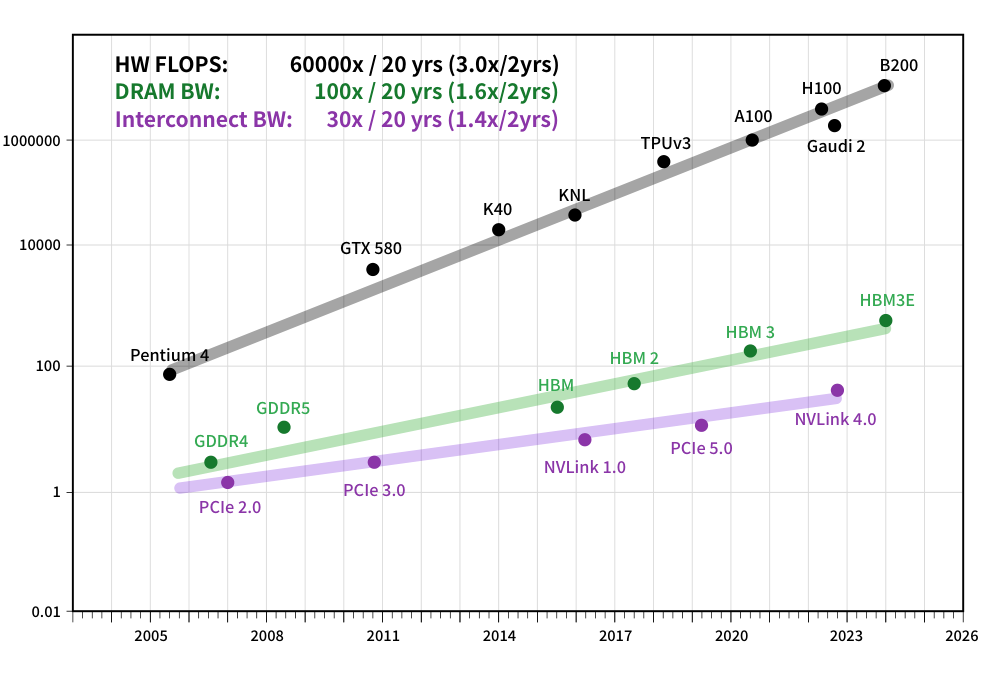 HW FLOPS: 60000x / 20 yrs (3.0x/2yrs)
DRAM BW: 100x / 20 yrs (1.6x/2yrs)
Interconnect BW: 30x / 20 yrs (1.4x/2yrs)
B200
H100
A100
Gaudi 2
TPUv3
1000000
KNL
K40
GTX 580
10000
HBM3E
HBM 3
Pentium 4
HBM 2
100
HBM
GDDR5
NVLink 4.0
GDDR4
PCIe 5.0
NVLink 1.0
PCIe 3.0
1
PCIe 2.0
0.01
2005 2008 2011 2014 2017 2020 2023 2026